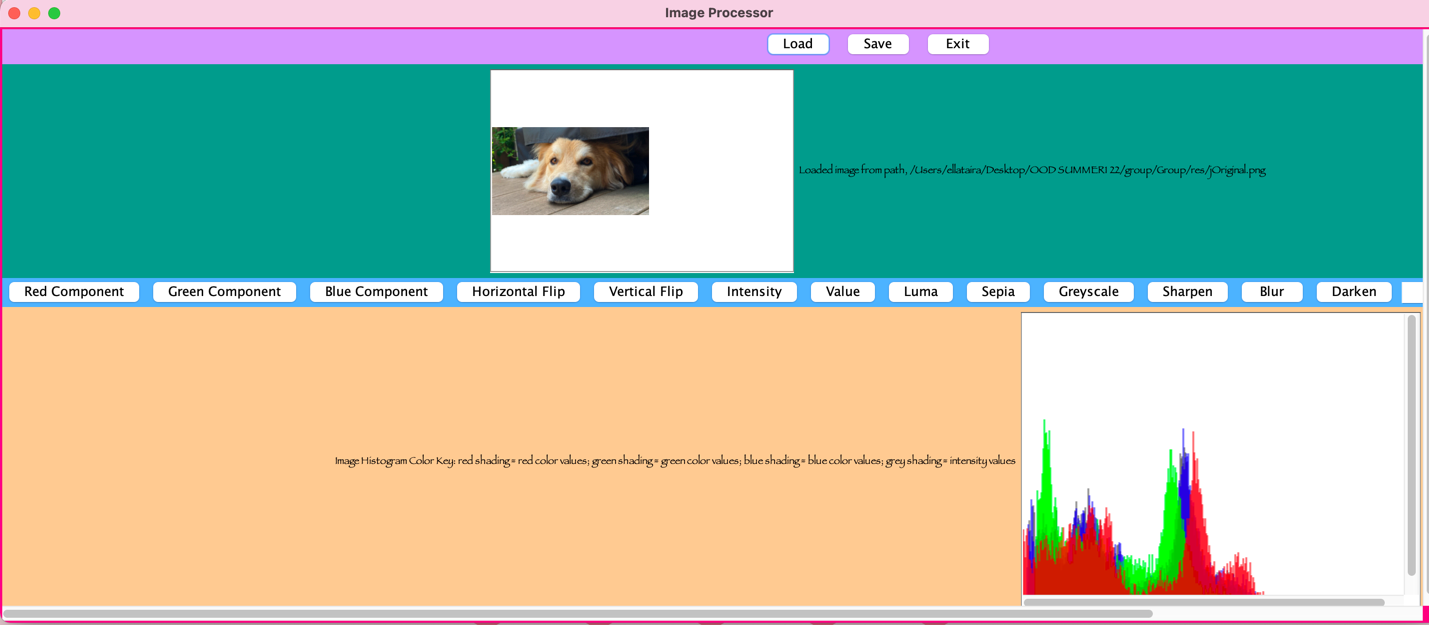 Image Processor
Load Save Exit
Loaded image from path, /Users/ellataira/Desktop/OOD SUMMER1 22/group/Group/res/jOriginal.png
Red Component Green Component Blue Component Horizontal Flip Vertical Flip Intensity Value Luma Sepia Greyscale Sharpen Blur Darken
Image Histogram Color Key: red shading = red color values; green shading = green color values; blue shading = blue color values; grey shading = intensity values